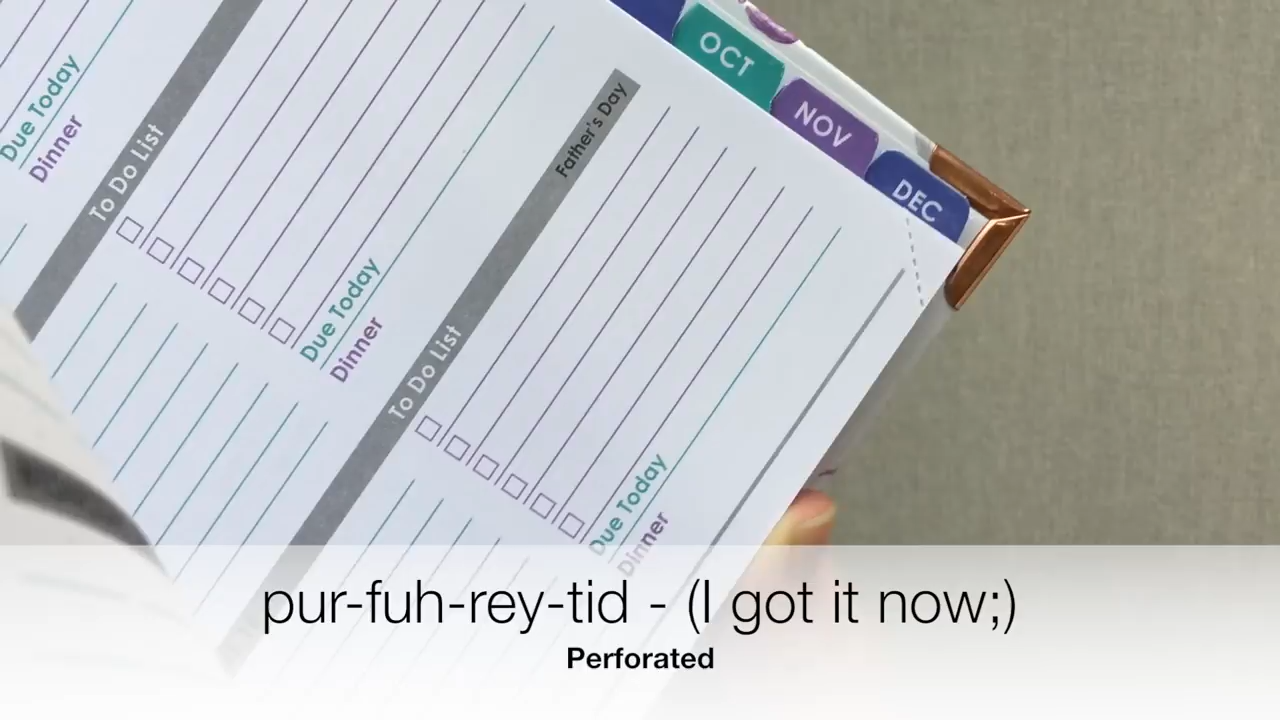 OCT
NOV
DEC
Due Today
Dinner
To Do List
Due Today
Dinner
Father's Day
To Do List
Due Today
Dinner
pur-fuh-rey-tid - (I got it now;)
Perforated